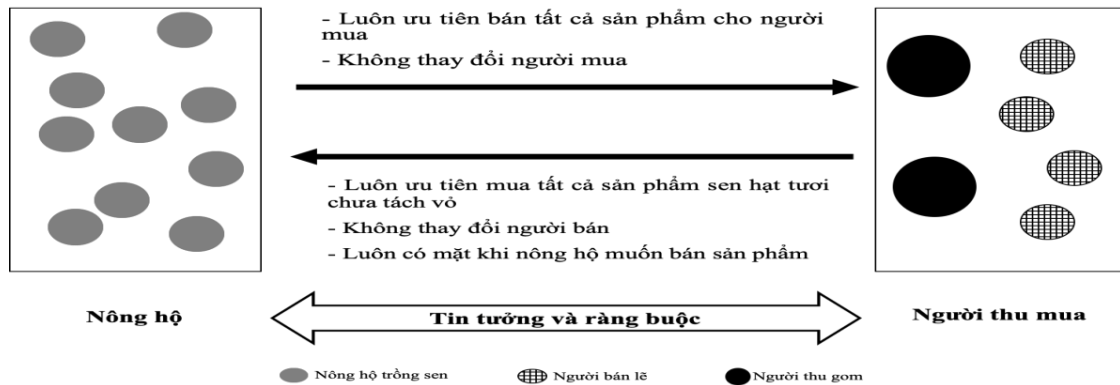 - Luôn ưu tiên bán tất cả sản phẩm cho người
mua
- Không thay đổi người mua
- Luôn ưu tiên mua tất cả sản phẩm sen hạt tươi
chưa tách vỏ
- Không thay đổi người bán
- Luôn có mặt khi nông hộ muốn bán sản phẩm
Nông hộ
Tin tưởng và ràng buộc
Người thu mua
Nông hộ trồng sen
Người bán lẽ
Người thu gom